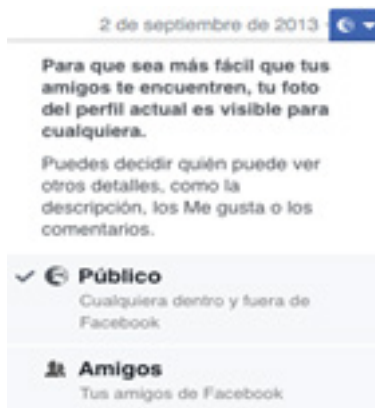 2 de septiembre de 2013
Para que sea más fácil que tus
amigos te encuentren, tu foto
del perfil actual es visible para
cualquiera.
Puedes decidir quién puede ver
otros detalles, como la
descripción, los Me gusta o los
comentarios.
Público
Cualquiera dentro y fuera de
Facebook
Amigos
Tus amigos de Facebook